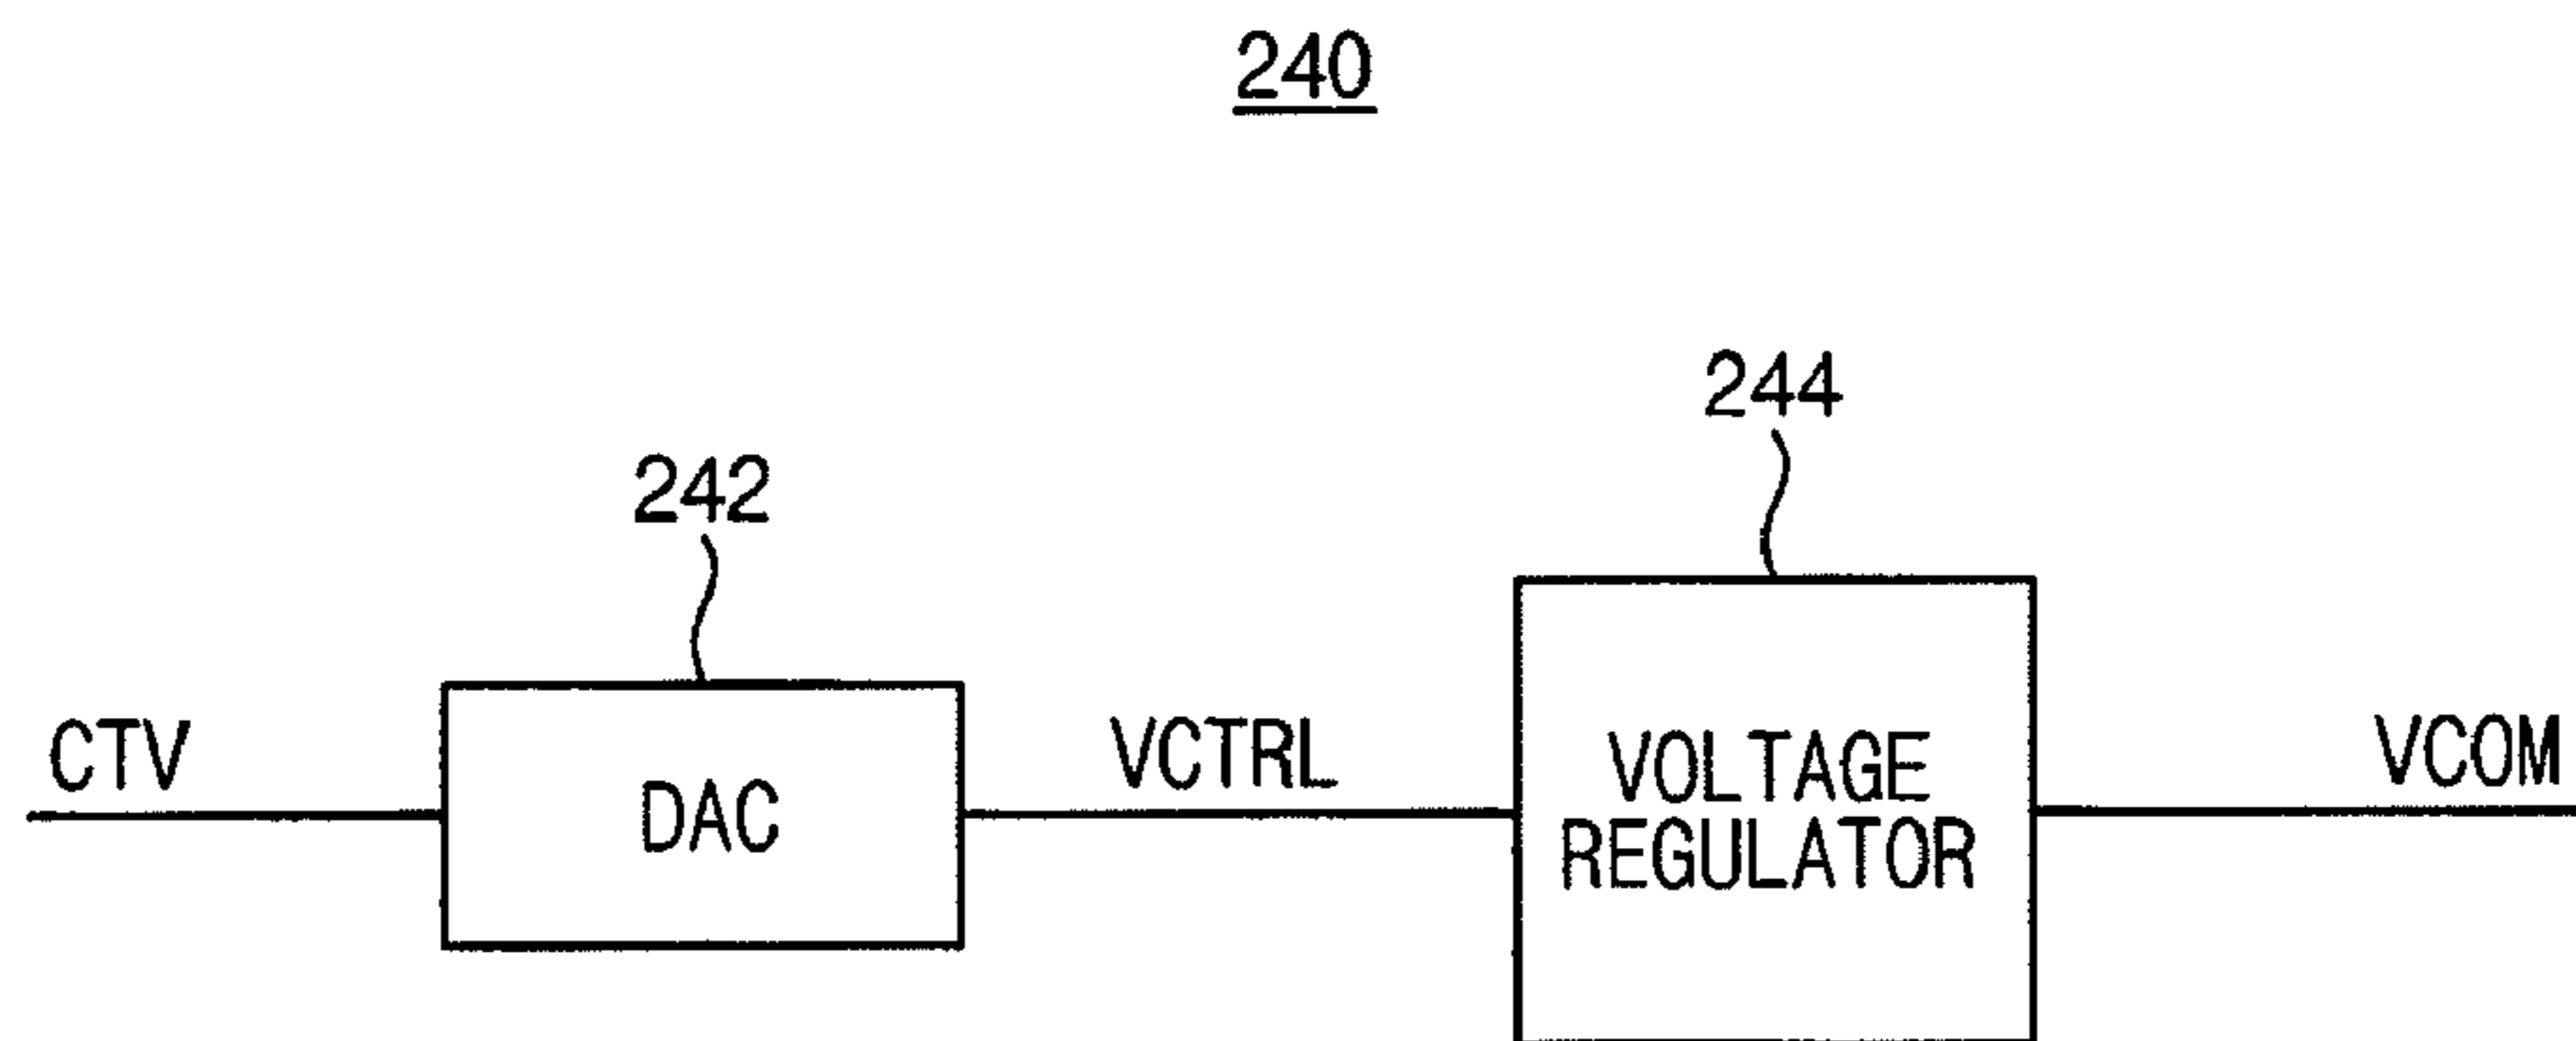 240
244
242
CTV
DAC
VCTRL
VOLTAGE
REGULATOR
VCOM